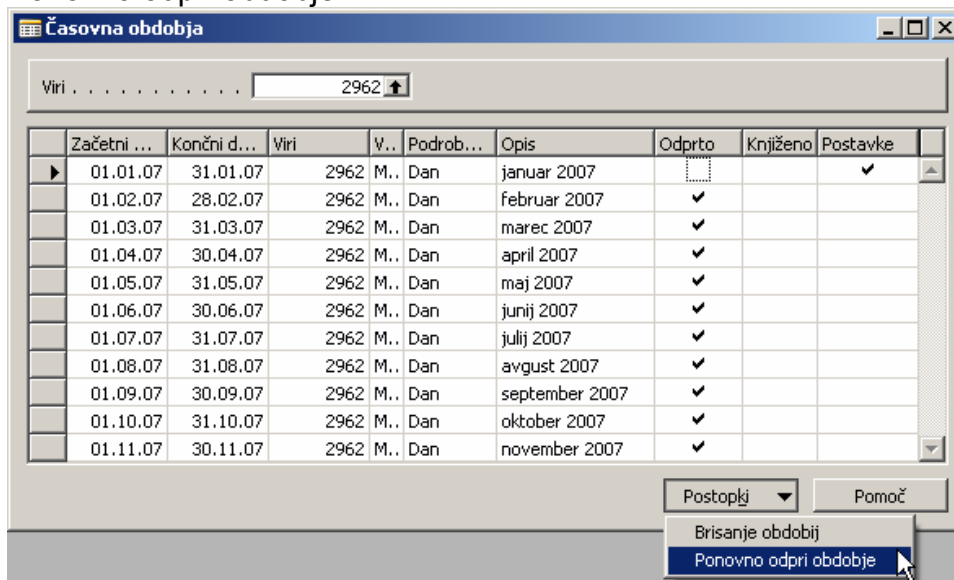 Časovna obdobja
Viri . . . . . . . . . . . 2962
Začetni ... Končni d... Viri V.. Podrob... Opis Odprto Knjiženo Postavke
01.01.07 31.01.07 2962 M.. Dan januar 2007
01.02.07 28.02.07 2962 M.. Dan februar 2007
01.03.07 31.03.07 2962 M.. Dan marec 2007
01.04.07 30.04.07 2962 M.. Dan april 2007
01.05.07 31.05.07 2962 M.. Dan maj 2007
01.06.07 30.06.07 2962 M.. Dan junij 2007
01.07.07 31.07.07 2962 M.. Dan julij 2007
01.08.07 31.08.07 2962 M.. Dan avgust 2007
01.09.07 30.09.07 2962 M.. Dan september 2007
01.10.07 31.10.07 2962 M.. Dan oktober 2007
01.11.07 30.11.07 2962 M.. Dan november 2007
Postopki Pomoč
Brisanje obdobij
Ponovno odpri obdobje